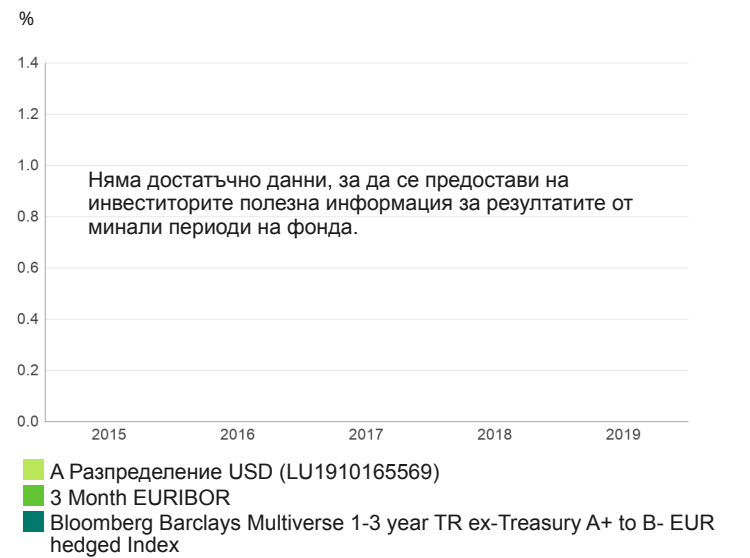 %
1.4
1.2
1.0
Няма достатъчно данни, за да се предостави на
инвеститорите полезна информация за резултатите от
минали периоди на фонда.
0.8
0.6
0.4
0.2
0.0
2015 2016 2017 2018 2019
А Разпределение USD (LU1910165569)
3 Month EURIBOR
Bloomberg Barclays Multiverse 1-3 year TR ex-Treasury A+ to B- EUR
hedged Index